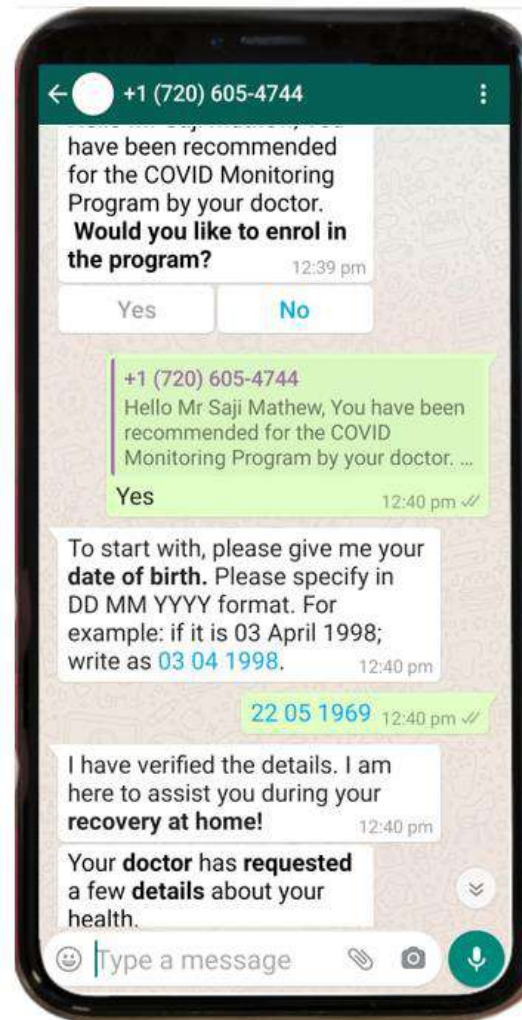 +1 (720) 605-4744
Hello Mr Saji Mathew, You
have been recommended
for the COVID Monitoring
Program by your doctor.
Would you like to enrol in
the program?
12:39 pm
Yes
No
+1 (720) 605-4744
Hello Mr Saji Mathew, You have been
recommended for the COVID
Monitoring Program by your doctor. ...
Yes
12:40 pm
To start with, please give me your
date of birth. Please specify in
DD MM YYYY format. For
example: if it is 03 April 1998;
write as 03 04 1998.
12:40 pm
22 05 1969 12:40 pm
I have verified the details. I am
here to assist you during your
recovery at home!
12:40 pm
Your doctor has requested
a few details about your
health.
Type a message